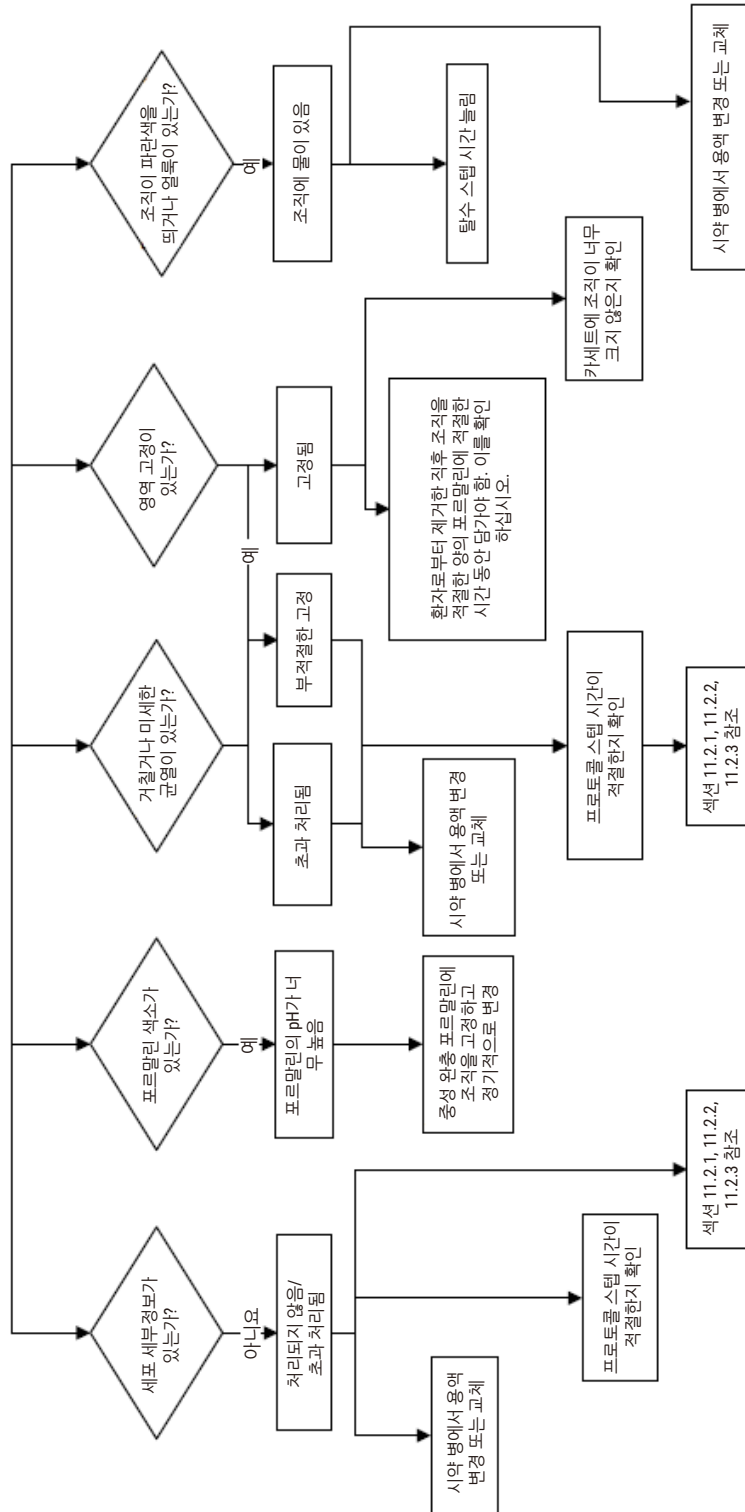 세포 세부정보가
있는가?
아니요
처리되지 않음/
초과 처리됨
시약 병에서 용액
변경 또는 교체
프로토콜 스텝 시간이
적절한지 확인
섹션 11.2.1, 11.2.2,
11.2.3 참조
포르말린 색소가
있는가?
예
포르말린의 pH가 너
무 높음
중성 완충 포르말린에
조직을 고정하고
정기적으로 변경
거칠거나 미세한
균열이 있는가?
초과 처리됨
부적절한 고정
시약 병에서 용액 변경
또는 교체
프로토콜 스텝 시간이
적절한지 확인
섹션 11.2.1, 11.2.2,
11.2.3 참조
영역 고정이
있는가?
예
고정됨
환자로부터 제거한 직후 조직을
적절한 양의 포르말린에 적절한
시간 동안 담가야 함. 이를 확인
하십시오.
카세트에 조직이 너무
크지 않은지 확인
조직이 파란색을
띄거나 얼룩이 있는가?
예
조직에 물이 있음
탈수 스텝 시간 늘림
시약 병에서 용액 변경 또는 교체